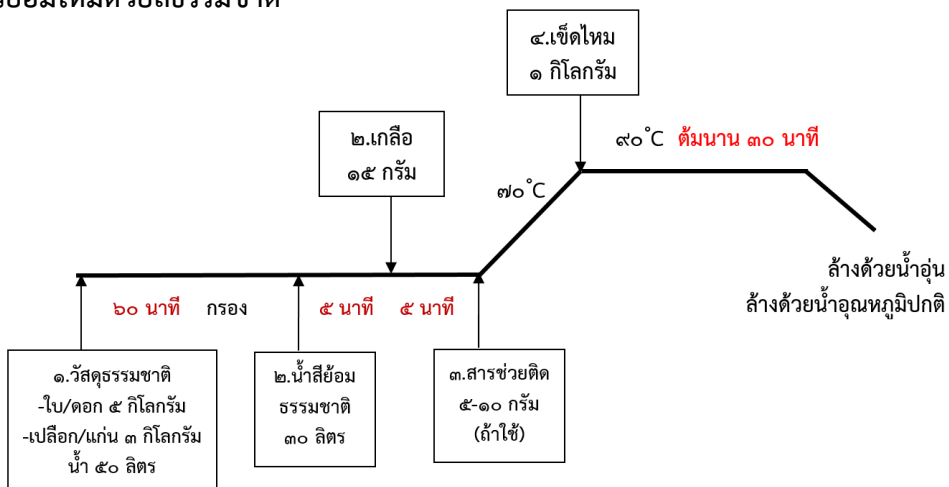 ๔.เข็ดไหม
๑ กิโลกรัม
๒.เกลือ
๑๕ กรัม
๙๐°C ต้มนาน ๓๐ นาที
๗๐°C
ล้างด้วยน้ำอุ่น
ล้างด้วยน้ำอุณหภูมิปกติ
๖๐ นาที กรอง ๕ นาที ๕ นาที
๑.วัสดุธรรมชาติ
-ใบ/ดอก ๕ กิโลกรัม
-เปลือก/แก่น ๓ กิโลกรัม
น้ำ ๕๐ ลิตร
๒.น้ำสีย้อม
ธรรมชาติ
๓๐ ลิตร
๓.สารช่วยติด
๕-๑๐ กรัม
(ถ้าใช้)